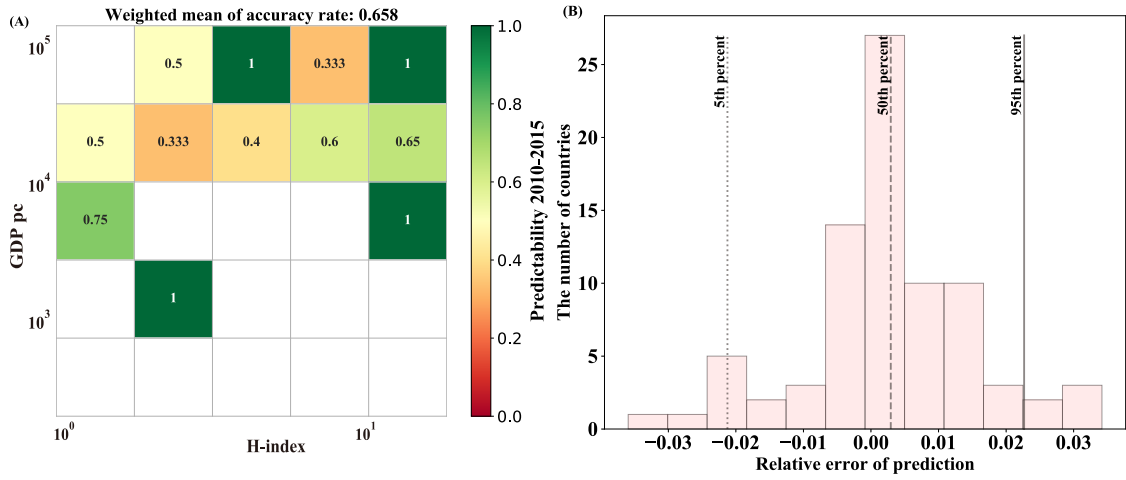 (A)
Weighted mean of accuracy rate: 0.658
10^5
10^4
10^3
GDP pc
0.5 1 0.333 1
0.5 0.333 0.4 0.6 0.65
0.75 1
1
10^0 10^1
H-index
1.0
0.8
0.6
0.4
0.2
0.0
Predictability 2010-2015
(B)
The number of countries
25
20
15
10
5
0
5th percent
50th percent
95th percent
−0.03 −0.02 −0.01 0.00 0.01 0.02 0.03
Relative error of prediction